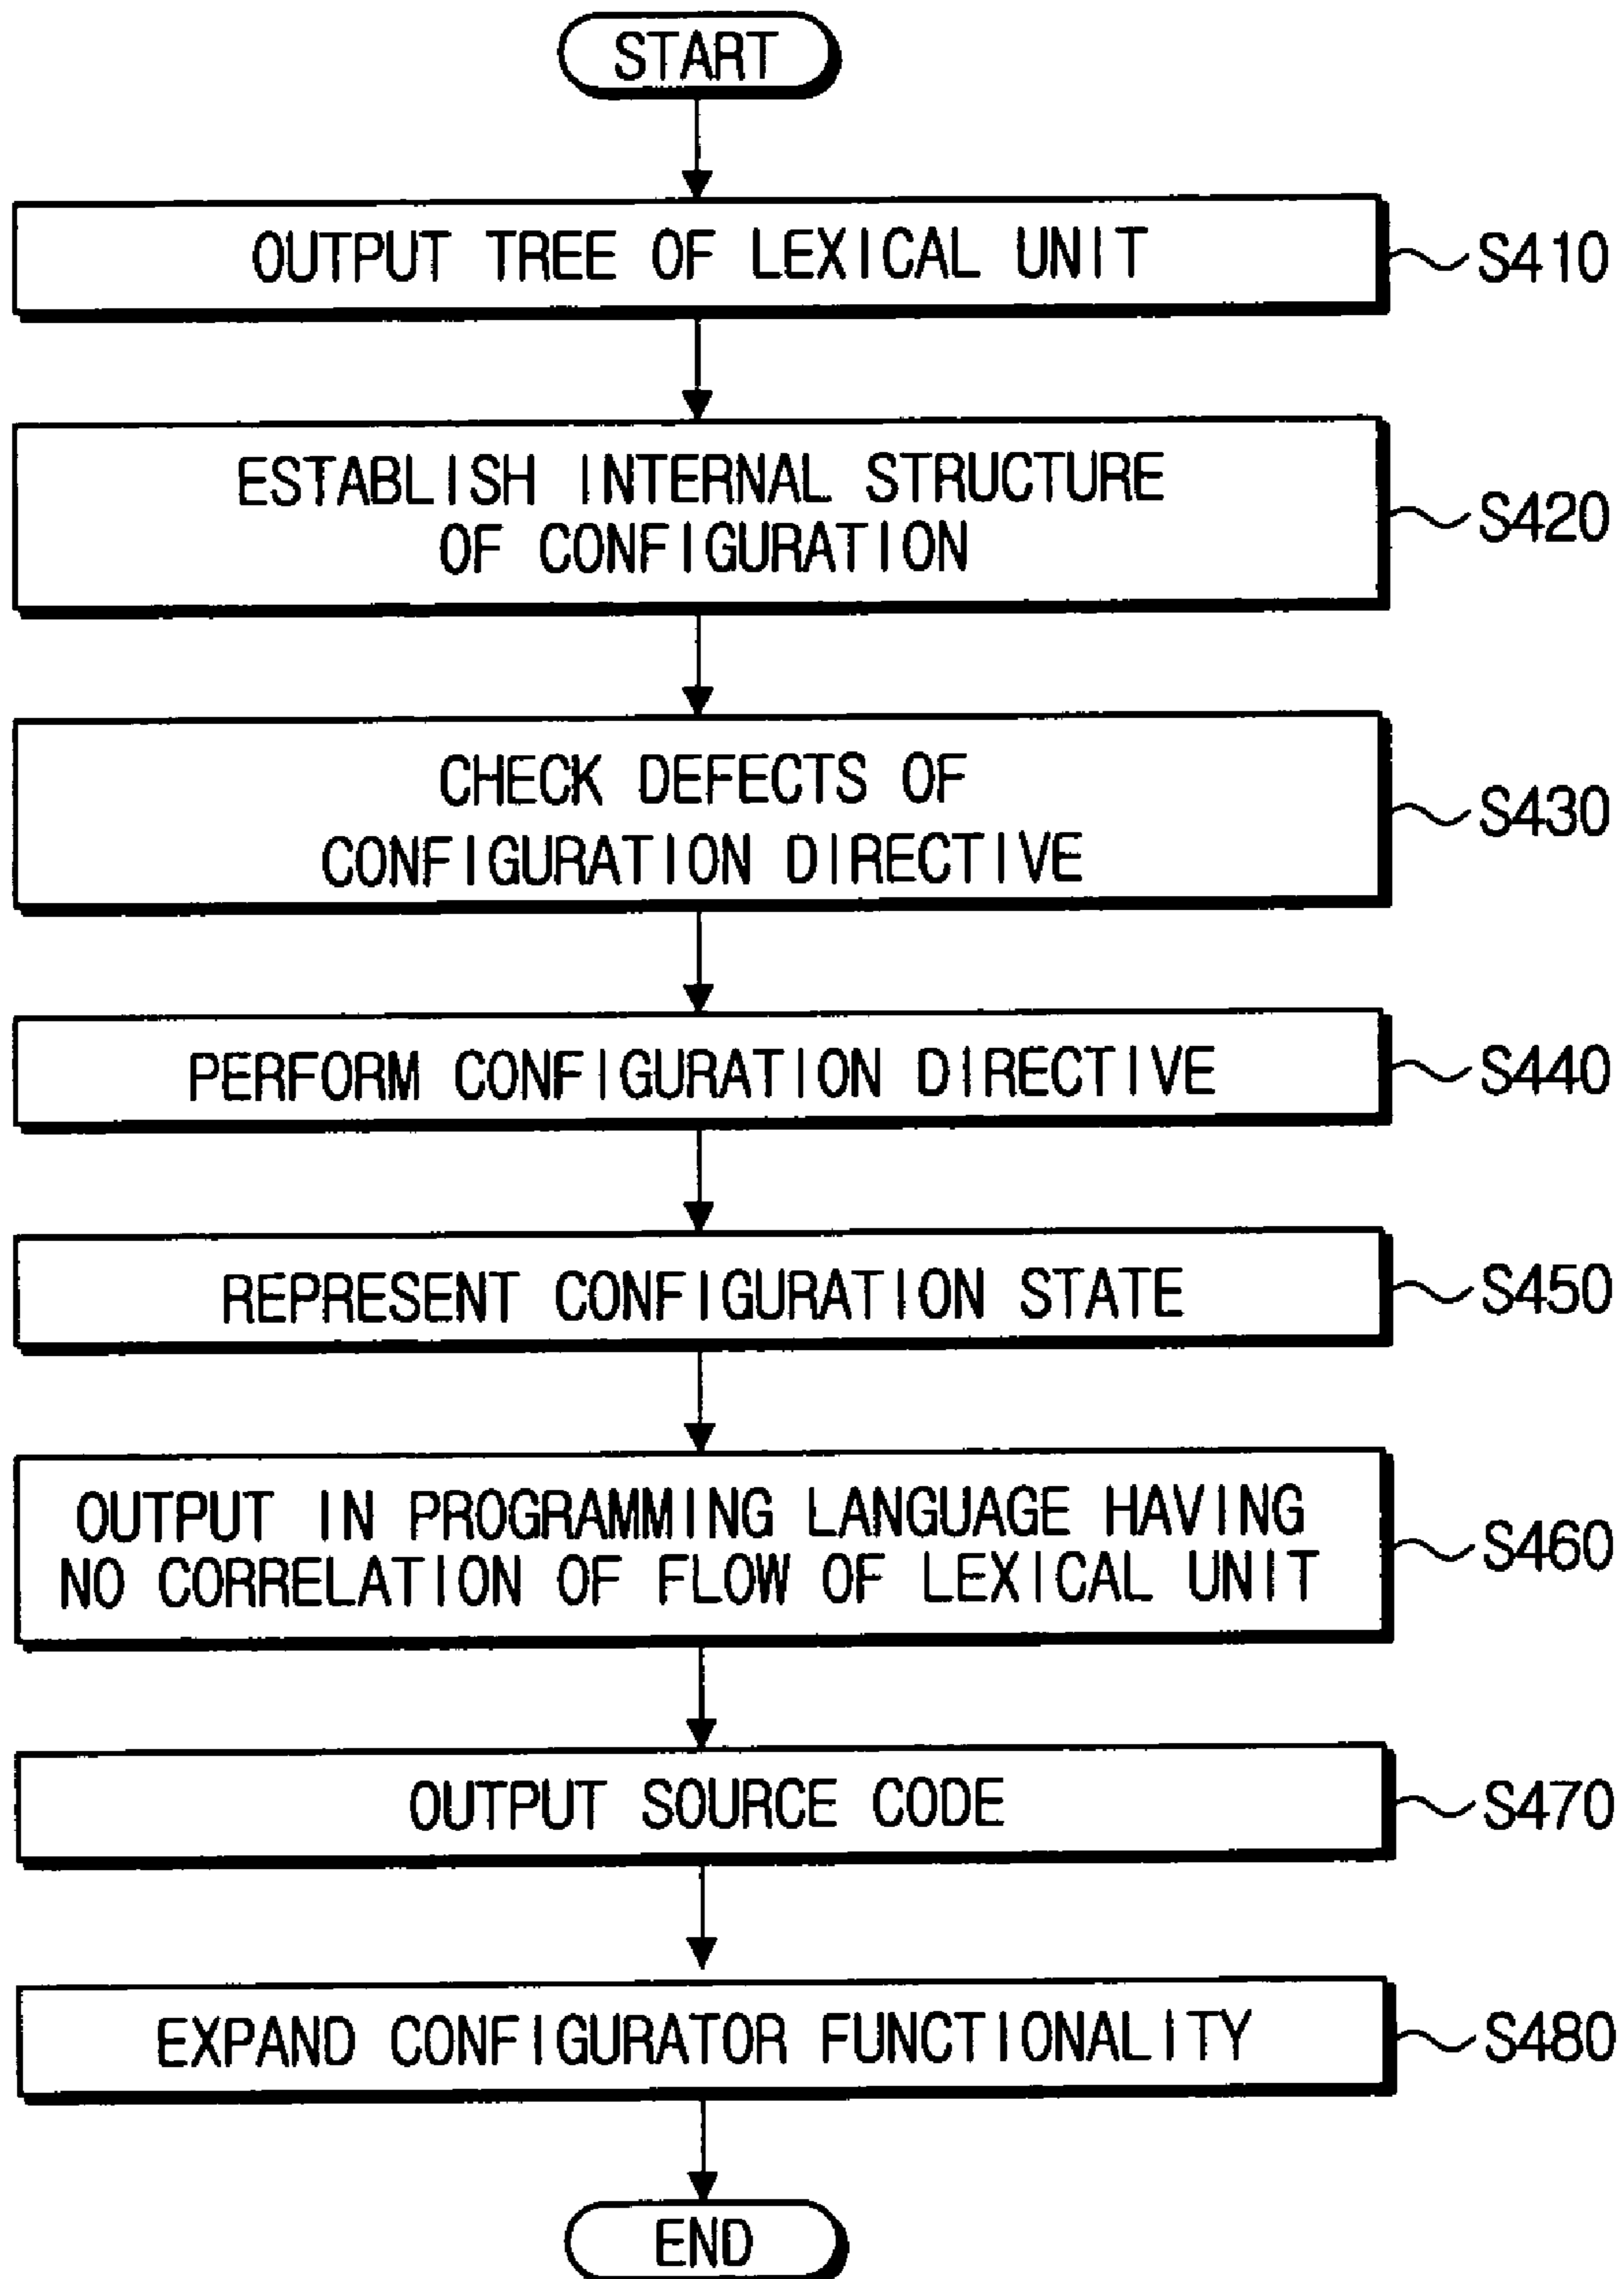 START
OUTPUT TREE OF LEXICAL UNIT
S410
ESTABLISH INTERNAL STRUCTURE
OF CONFIGURATION
S420
CHECK DEFECTS OF
CONFIGURATION DIRECTIVE
S430
PERFORM CONFIGURATION DIRECTIVE
S440
REPRESENT CONFIGURATION STATE
S450
OUTPUT IN PROGRAMMING LANGUAGE HAVING
NO CORRELATION OF FLOW OF LEXICAL UNIT
S460
OUTPUT SOURCE CODE
S470
EXPAND CONFIGURATOR FUNCTIONALITY
S480
END